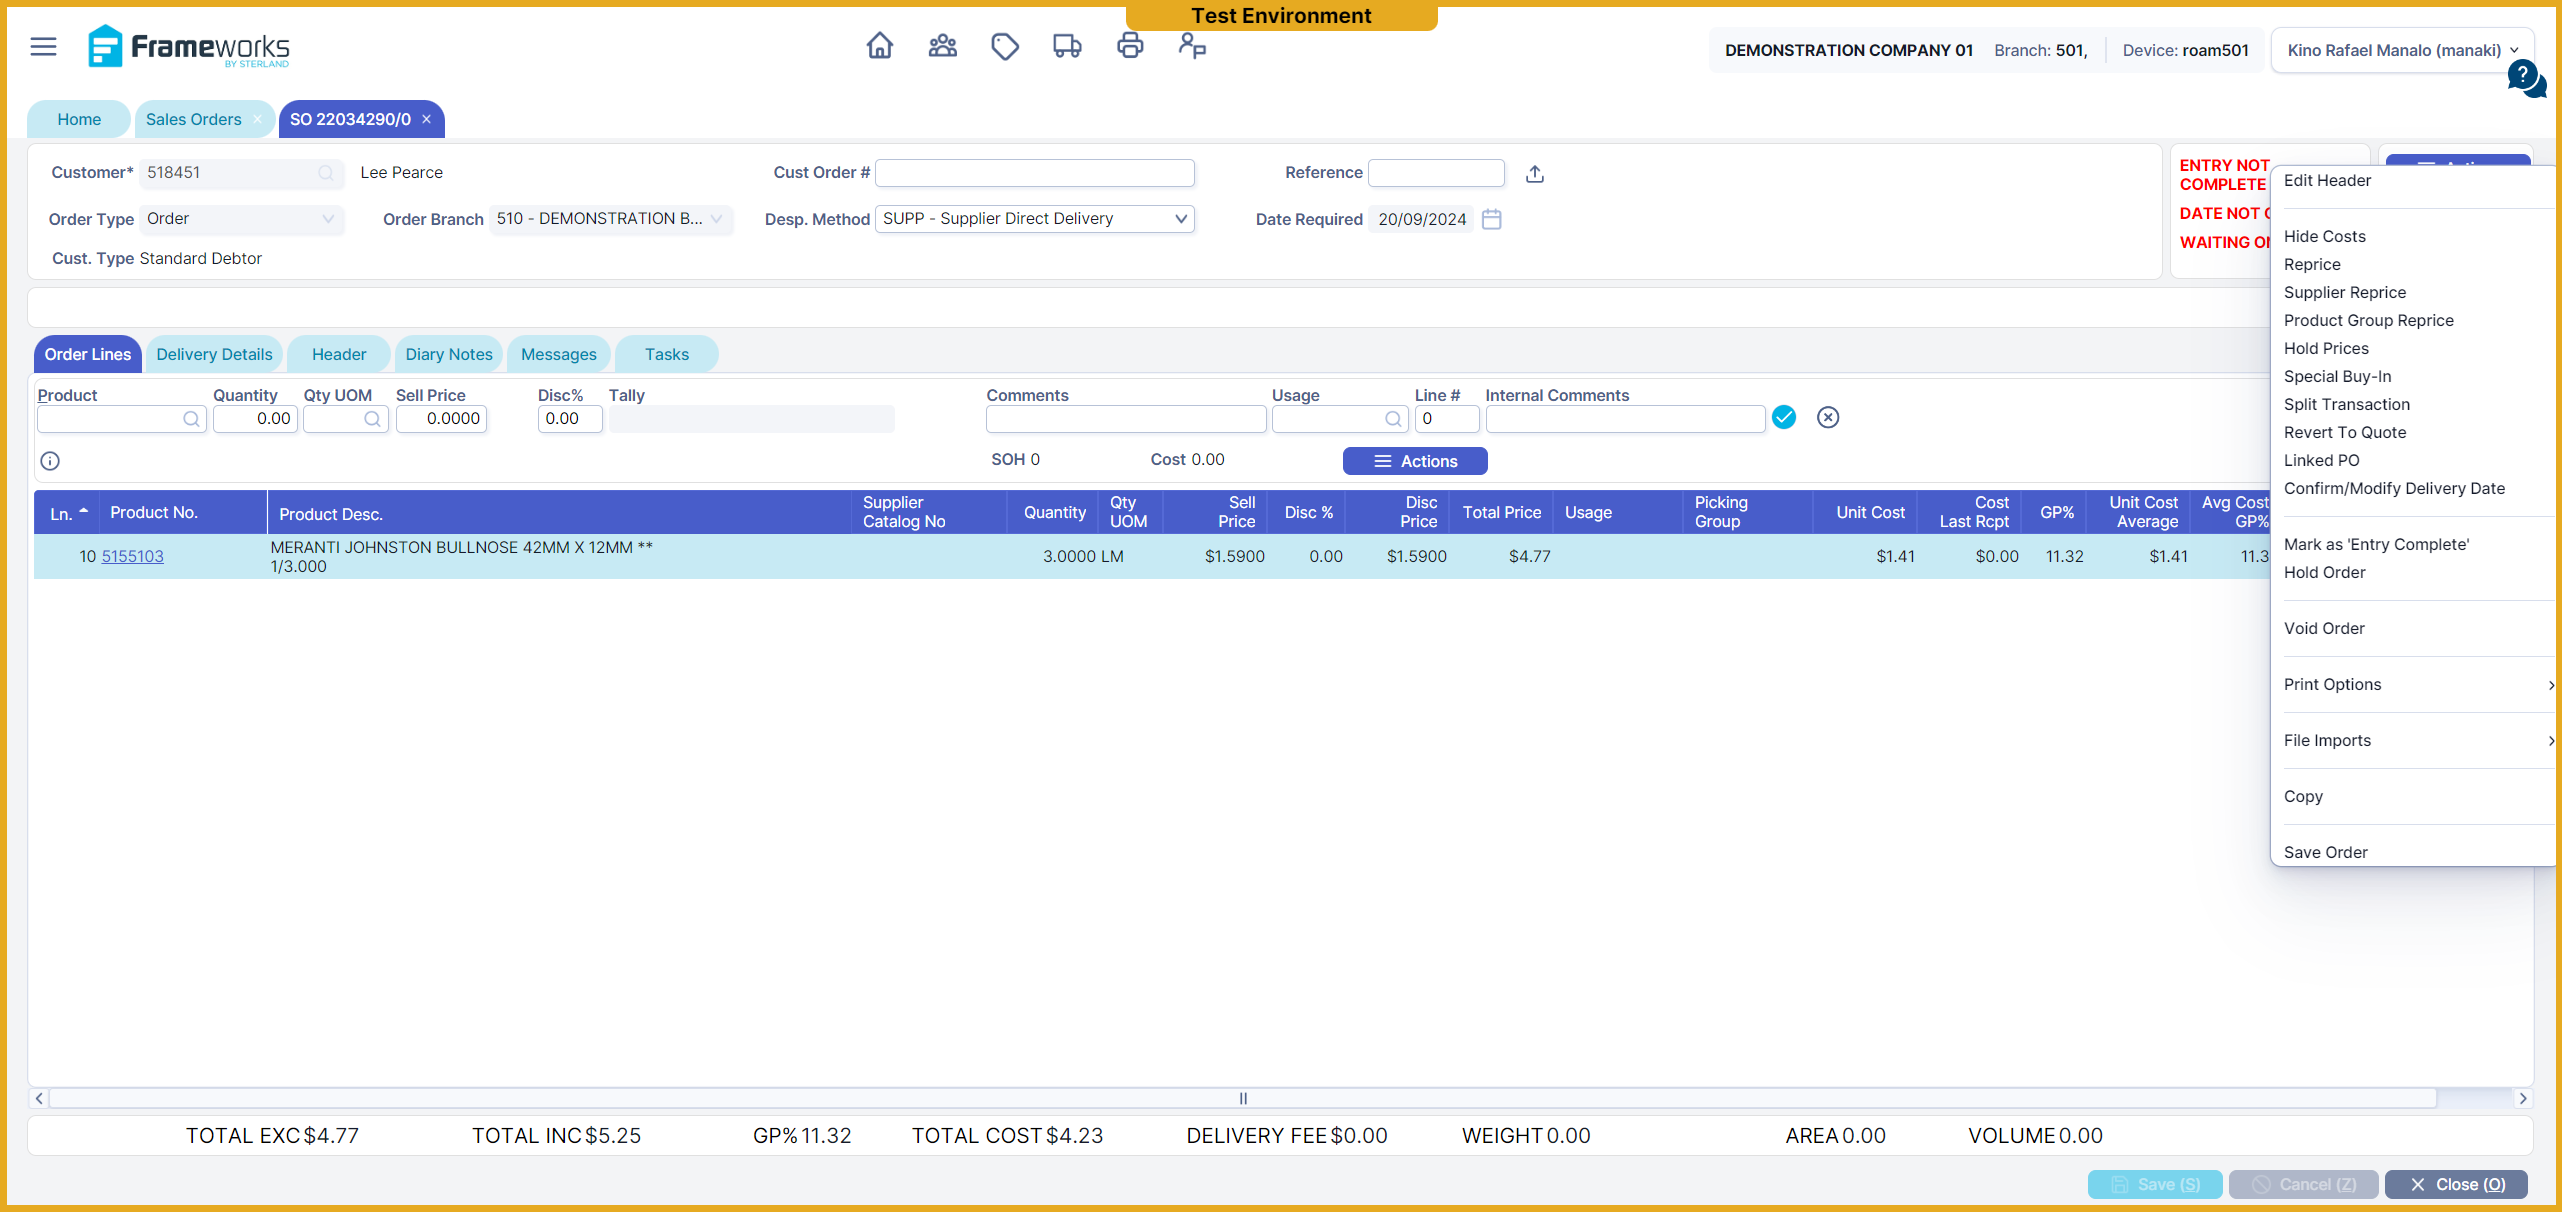 Test Environment
Frameworks
BY STERLAND
DEMONSTRATION COMPANY 01 Branch: 501, Device: roam501
Kino Rafael Manalo (manaki)
Home
Sales Orders
SO 22034290/0
Customer* 518451 Lee Pearce
Cust Order #
Reference
Order Type Order
Order Branch 510 - DEMONSTRATION B...
Desp. Method SUPP - Supplier Direct Delivery
Date Required 20/09/2024
Cust. Type Standard Debtor
ENTRY NOT
COMPLETE
DATE NOT
WAITING
Edit Header
Hide Costs
Reprice
Supplier Reprice
Product Group Reprice
Hold Prices
Special Buy-In
Split Transaction
Revert To Quote
Linked PO
Confirm/Modify Delivery Date
Mark as 'Entry Complete'
Hold Order
Void Order
Print Options
File Imports
Copy
Save Order
Order Lines
Delivery Details
Header
Diary Notes
Messages
Tasks
Product Quantity Qty UOM Sell Price Disc% Tally Comments Usage Line # Internal Comments
0.00 0.0000 0.00 0
SOH 0 Cost 0.00 Actions
Ln. Product No. Product Desc. Supplier Catalog No Quantity Qty UOM Sell Price Disc % Disc Price Total Price Usage Picking Group Unit Cost Cost Last Rcpt GP% Unit Cost Average Avg Cost GP%
10 5155103 MERANTI JOHNSTON BULLNOSE 42MM X 12MM ** 3.0000 LM $1.5900 0.00 $1.5900 $4.77 $1.41 $0.00 11.32 $1.41 11.3
1/3.000
TOTAL EXC $4.77 TOTAL INC $5.25 GP% 11.32 TOTAL COST $4.23 DELIVERY FEE $0.00 WEIGHT 0.00 AREA 0.00 VOLUME 0.00
Save (S)
Cancel (Z)
Close (O)